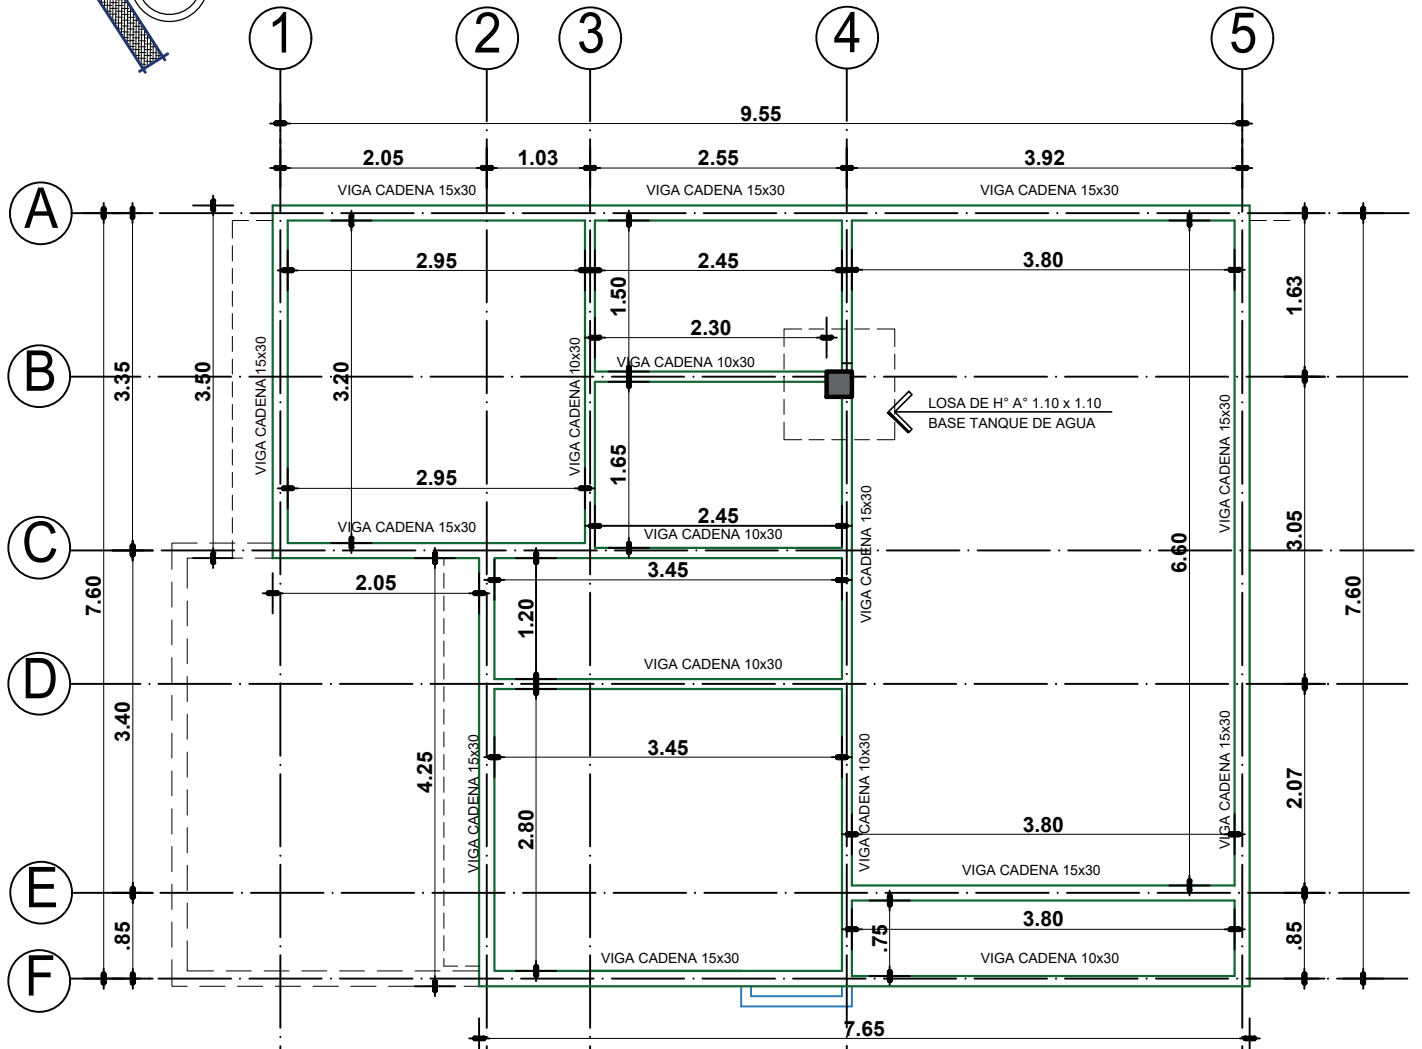 1 2 3 4 5
9.55
2.05 1.03 2.55 3.92
VIGA CADENA 15x30 VIGA CADENA 15x30 VIGA CADENA 15x30
A
2.95 2.45 3.80
1.50
1.63
2.30
VIGA CADENA 10x30
B
3.35
3.50
3.20
VIGA CADENA 15x30
VIGA CADENA 10x30
LOSA DE H° A° 1.10 x 1.10
BASE TANQUE DE AGUA
VIGA CADENA 15x30
1.65
2.95
2.45
VIGA CADENA 15x30
VIGA CADENA 10x30
VIGA CADENA 15x30
3.05
6.60
C
7.60
7.60
2.05
3.45
1.20
VIGA CADENA 10x30
D
3.40
4.25
VIGA CADENA 15x30
3.45
2.80
VIGA CADENA 10x30
VIGA CADENA 15x30
2.07
3.80
VIGA CADENA 15x30
E
.85
.75
3.80
.85
VIGA CADENA 15x30
VIGA CADENA 10x30
F
7.65